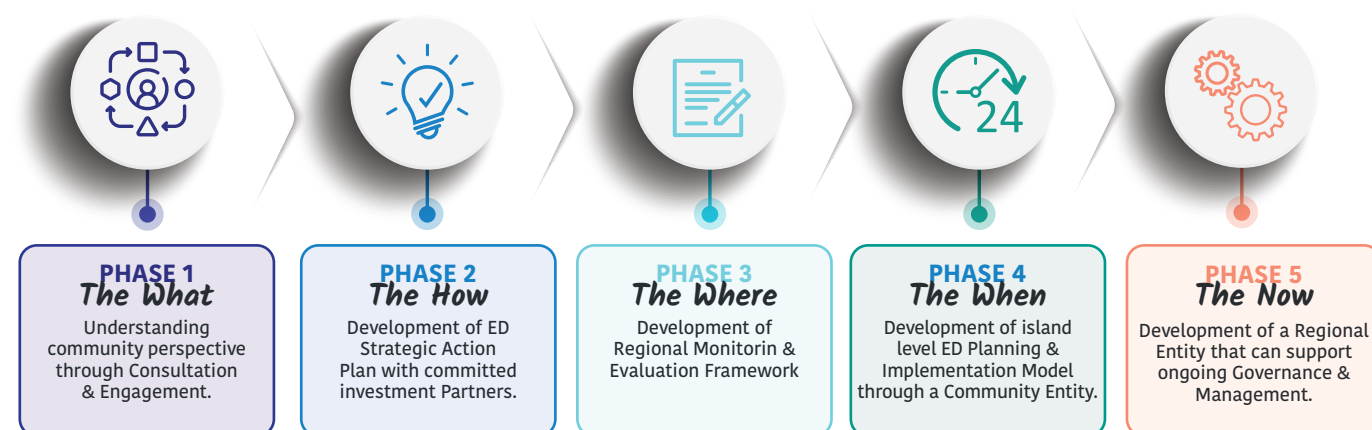 24
PHASE 1
The What
Understanding
community perspective
through Consultation
& Engagement.
PHASE 2
The How
Development of ED
Strategic Action
Plan with committed
investment Partners.
PHASE 3
The Where
Development of
Regional Monitorin &
Evaluation Framework
PHASE 4
The When
Development of island
level ED Planning &
Implementation Model
through a Community Entity.
PHASE 5
The Now
Development of a Regional
Entity that can support
ongoing Governance &
Management.